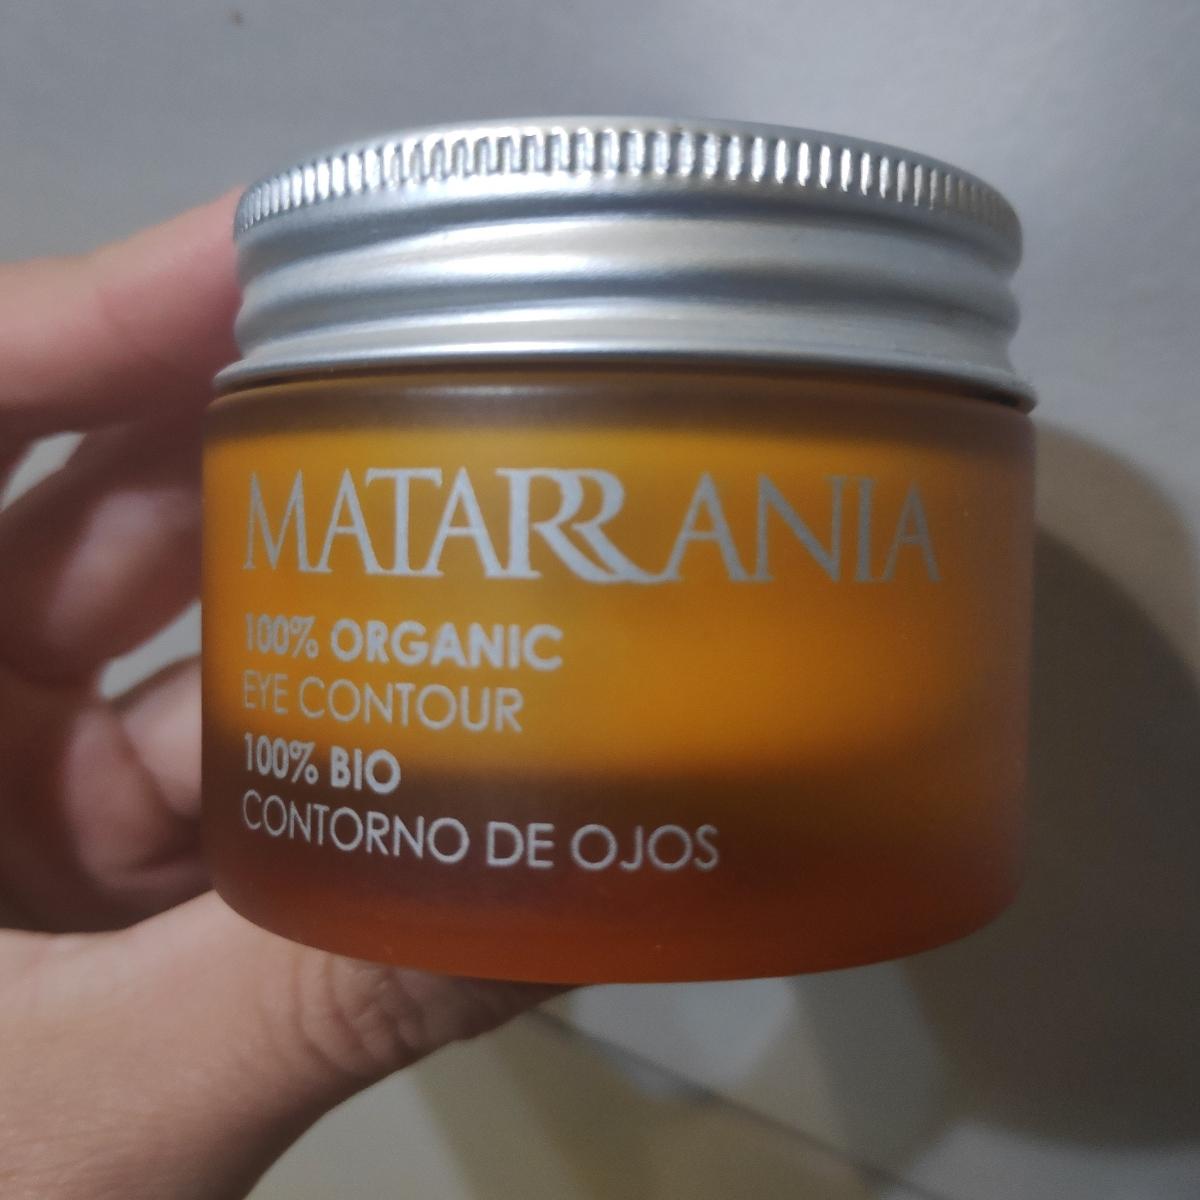 MATARRANIA
100% ORGANIC
EYE CONTOUR
100% BIO
CONTORNO DE OJOS